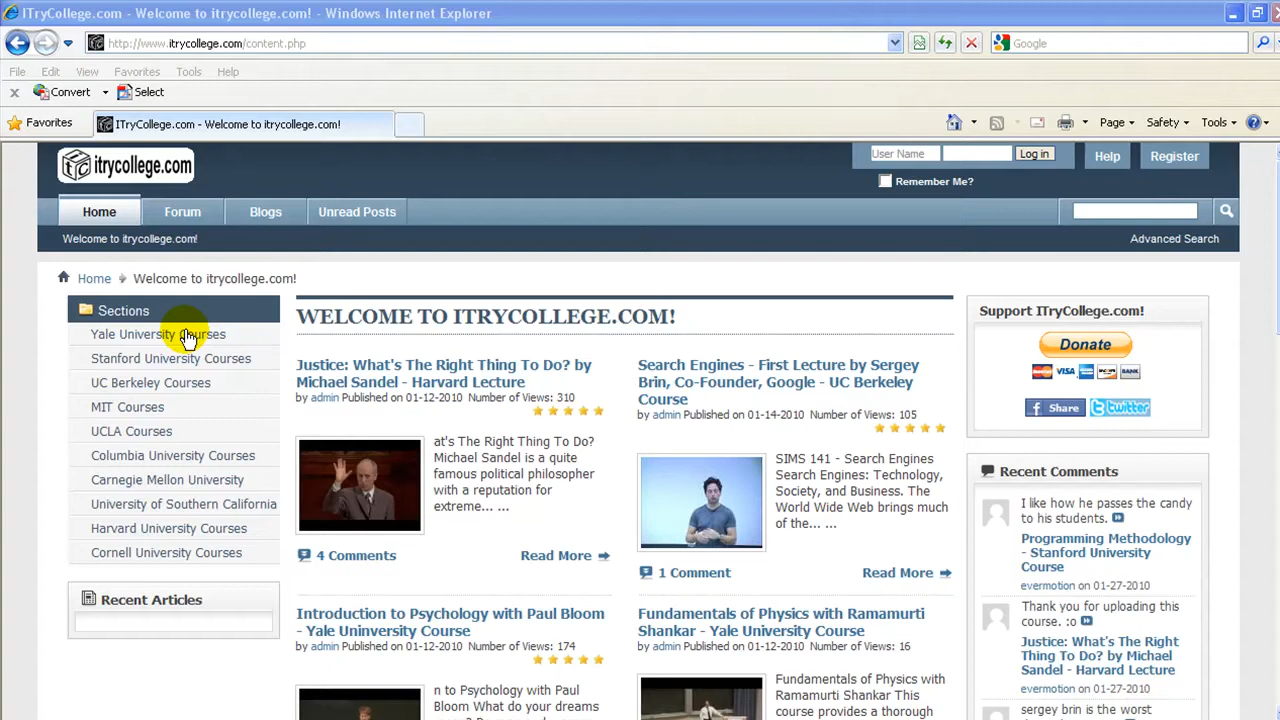 ITryCollege.com - Welcome to itrycollege.com! - Windows Internet Explorer
http://www.itrycollege.com/content.php
Google
File Edit View Favorites Tools Help
Convert Select
Favorites
ITryCollege.com - Welcome to itrycollege.com!
Page Safety Tools
itrycollege.com
User Name
Log in
Help
Register
Remember Me?
Home
Forum
Blogs
Unread Posts
Welcome to itrycollege.com!
Advanced Search
Home Welcome to itrycollege.com!
Sections
Yale University Courses
Stanford University Courses
UC Berkeley Courses
MIT Courses
UCLA Courses
Columbia University Courses
Carnegie Mellon University
University of Southern California
Harvard University Courses
Cornell University Courses
Recent Articles
WELCOME TO ITRYCOLLEGE.COM!
Justice: What's The Right Thing To Do? by
Michael Sandel - Harvard Lecture
by admin Published on 01-12-2010 Number of Views: 310
at's The Right Thing To Do?
Michael Sandel is a quite
famous political philosopher
with a reputation for
extreme... ...
4 Comments
Read More
Search Engines - First Lecture by Sergey
Brin, Co-Founder, Google - UC Berkeley
Course
by admin Published on 01-14-2010 Number of Views: 105
SIMS 141 - Search Engines
Search Engines: Technology,
Society, and Business. The
World Wide Web brings much
of the... ...
1 Comment
Read More
Introduction to Psychology with Paul Bloom
- Yale Uninversity Course
by admin Published on 01-12-2010 Number of Views: 174
n to Psychology with Paul
Bloom What do your dreams
Fundamentals of Physics with Ramamurti
Shankar - Yale University Course
by admin Published on 01-12-2010 Number of Views: 16
Fundamentals of Physics with
Ramamurti Shankar This
course provides a thorough
Support ITryCollege.com!
Donate
VISA
BANK
Share
twitter
Recent Comments
I like how he passes the candy
to his students.
Programming Methodology
- Stanford University
Course
evermotion on 01-27-2010
Thank you for uploading this
course. :o
Justice: What's The Right
Thing To Do? by Michael
Sandel - Harvard Lecture
evermotion on 01-27-2010
sergey brin is the worst